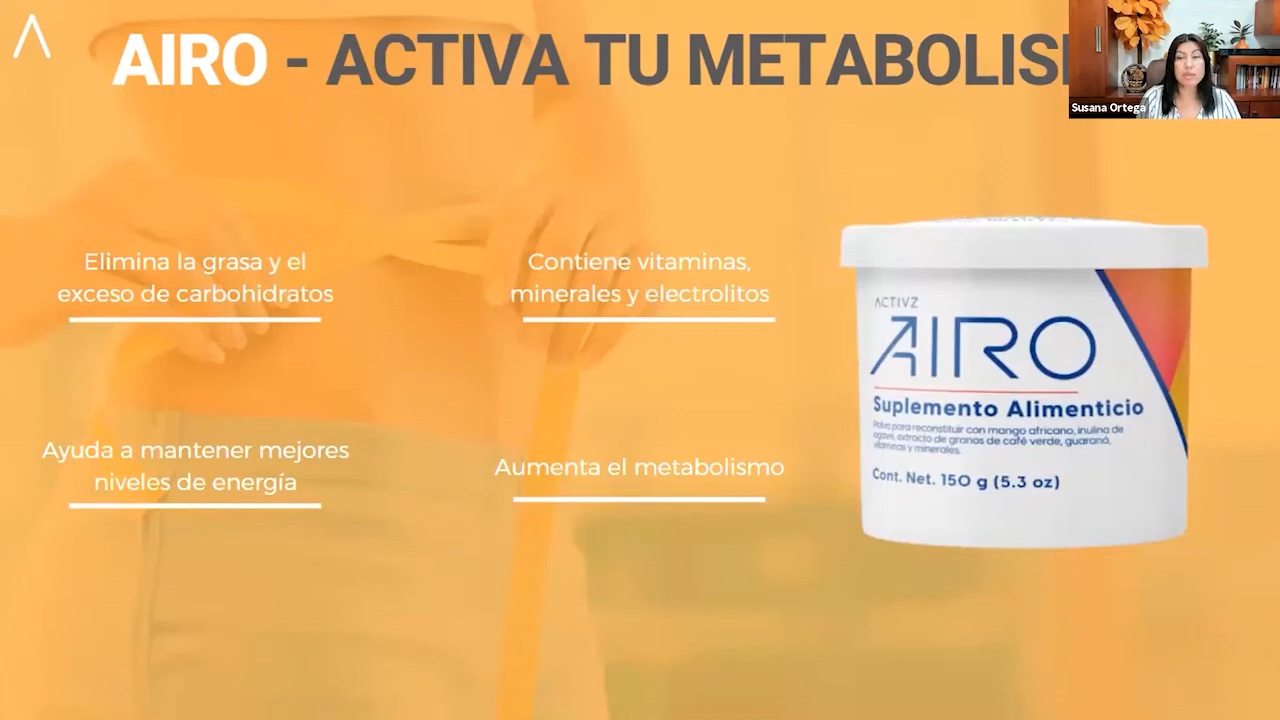 AIRO - ACTIVA TU METABOLIS
Susana Ortega
Elimina la grasa y el
exceso de carbohidratos
Contiene vitaminas,
minerales y electrolitos
Ayuda a mantener mejores
niveles de energía
Aumenta el metabolismo
ACTIVZ
AIRO
Suplemento Alimenticio
Polvo para reconstituir con mango africano, inulina de
agave, extracto de granos de café verde, guaraná,
vitaminas y minerales.
Cont. Net. 150 g (5.3 oz)